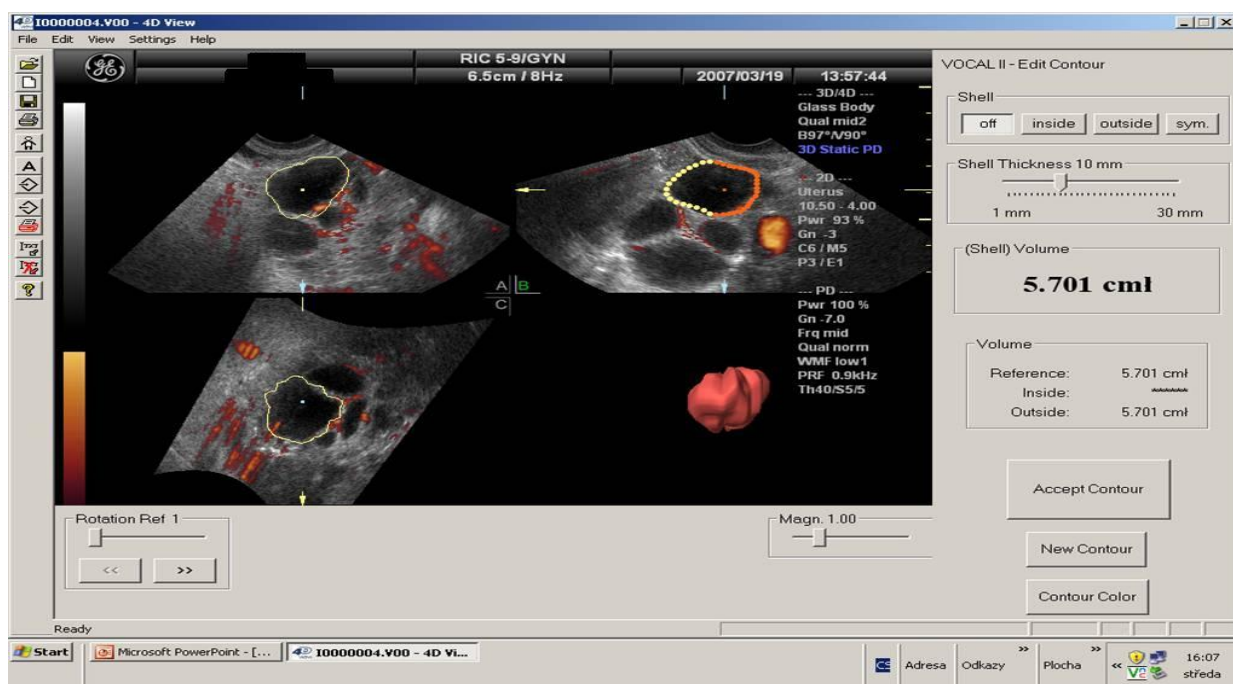 I0000004.V00 - 4D View
File Edit View Settings Help
RIC 5-9/GYN
6.5cm / 8Hz 2007/03/19 13:57:44
--- 3D/4D ---
Glass Body
Qual mid2
B97°/V90°
3D Static PD
--- 2D ---
Uterus
10.50 - 4.00
Pwr 93 %
Gn -3
C6 / M5
P3 / E1
--- PD ---
Pwr 100 %
Gn -7.0
Frq mid
Qual norm
WMF low1
PRF 0.9kHz
Th40/S5/5
A B
C
VOCAL II - Edit Contour
Shell
off inside outside sym.
Shell Thickness 10 mm
1 mm 30 mm
(Shell) Volume
5.701 cmł
Volume
Reference: 5.701 cmł
Inside: ******
Outside: 5.701 cmł
Accept Contour
New Contour
Contour Color
Rotation Ref 1
<< >>
Magn. 1.00
Ready
Start Microsoft PowerPoint - [... I0000004.V00 - 4D Vi... CS Adresa Odkazy » Plocha » « 16:07
středa